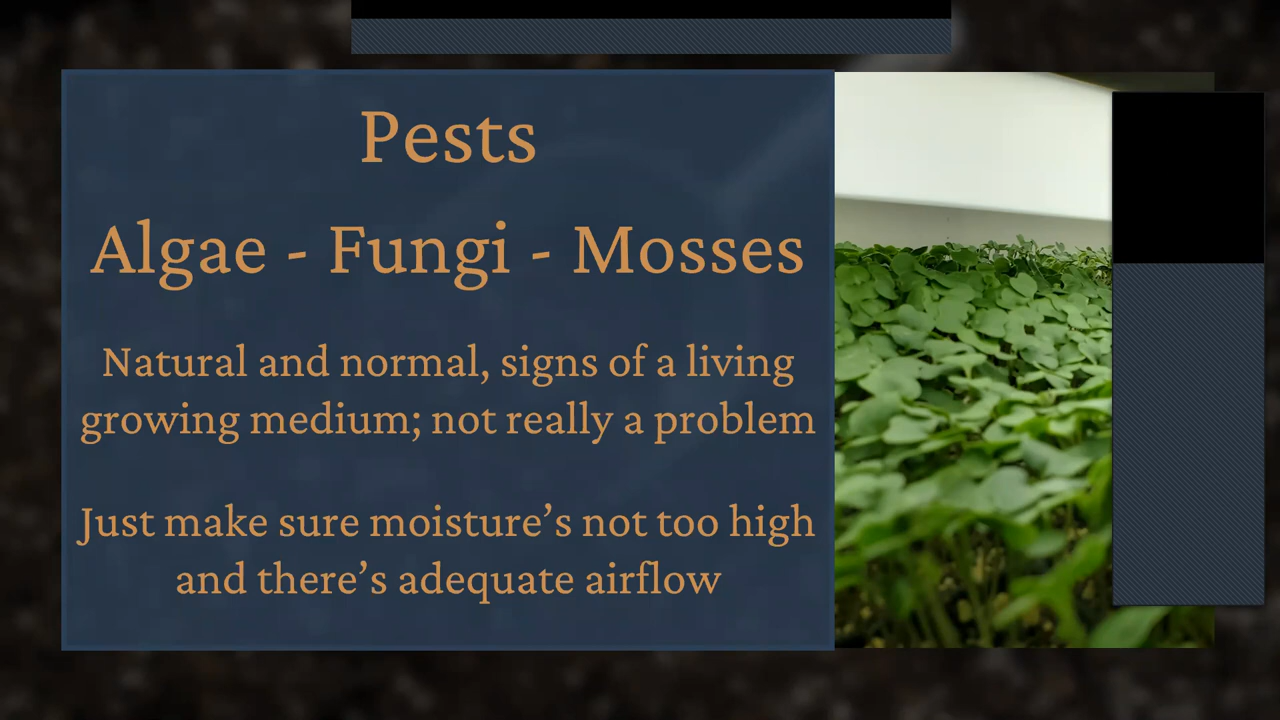 Pests
Algae - Fungi - Mosses
Natural and normal, signs of a living
growing medium; not really a problem
Just make sure moisture’s not too high
and there’s adequate airflow